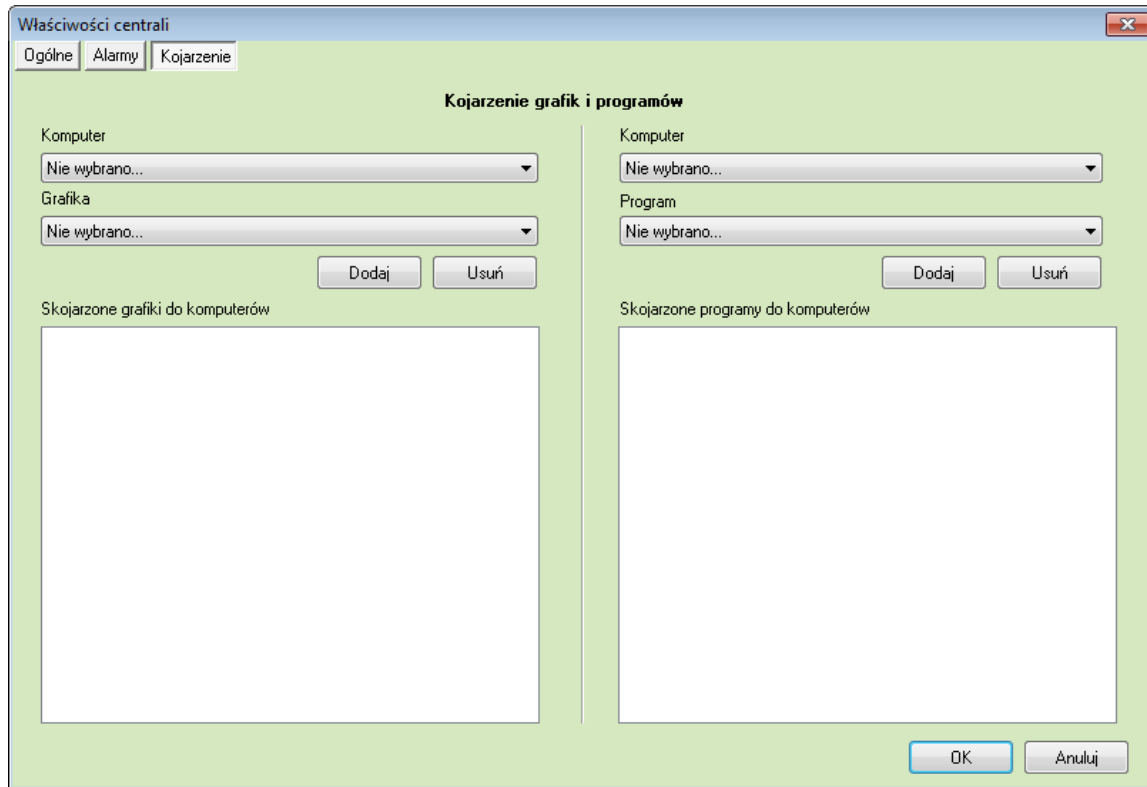 Właściwości centrali
Ogólne Alarmy Kojarzenie
Kojarzenie grafik i programów
Komputer
Nie wybrano...
Grafika
Nie wybrano...
Dodaj Usuń
Skojarzone grafiki do komputerów
Komputer
Nie wybrano...
Program
Nie wybrano...
Dodaj Usuń
Skojarzone programy do komputerów
OK Anuluj